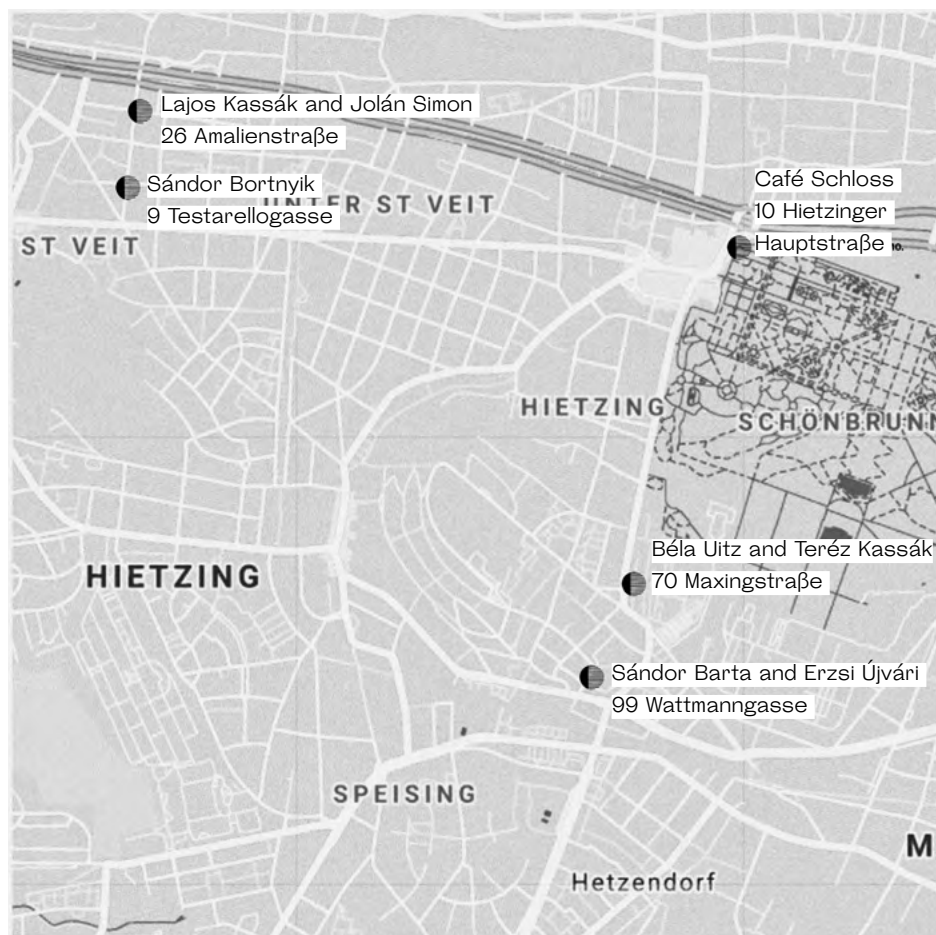 Lajos Kassák and Jolán Simon
26 Amalienstraße
Sándor Bortnyik
9 Testarellogasse
UNTER ST VEIT
ST VEIT
Café Schloss
10 Hietzinger
Hauptstraße
HIETZING
SCHÖNBRUNN
Béla Uitz and Teréz Kassák
70 Maxingstraße
HIETZING
Sándor Barta and Erzsi Újvári
99 Wattmanngasse
SPEISING
M
Hetzendorf